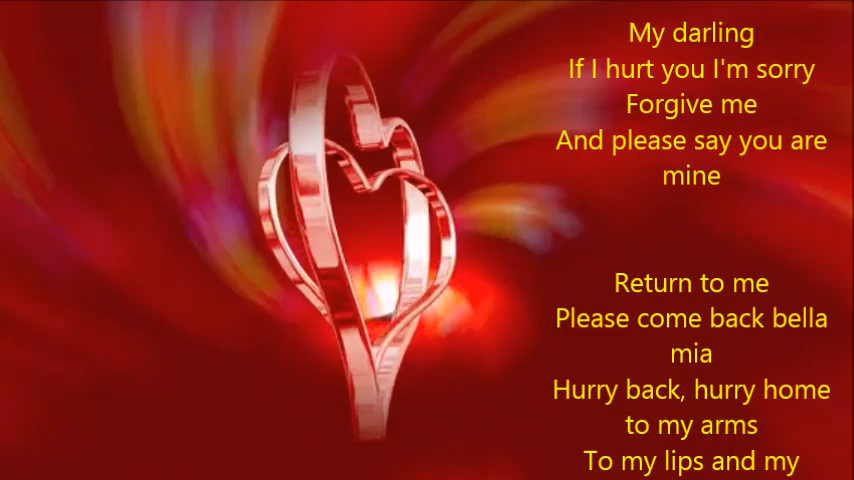 My darling
If I hurt you I'm sorry
Forgive me
And please say you are
mine
Return to me
Please come back bella
mia
Hurry back, hurry home
to my arms
To my lips and my